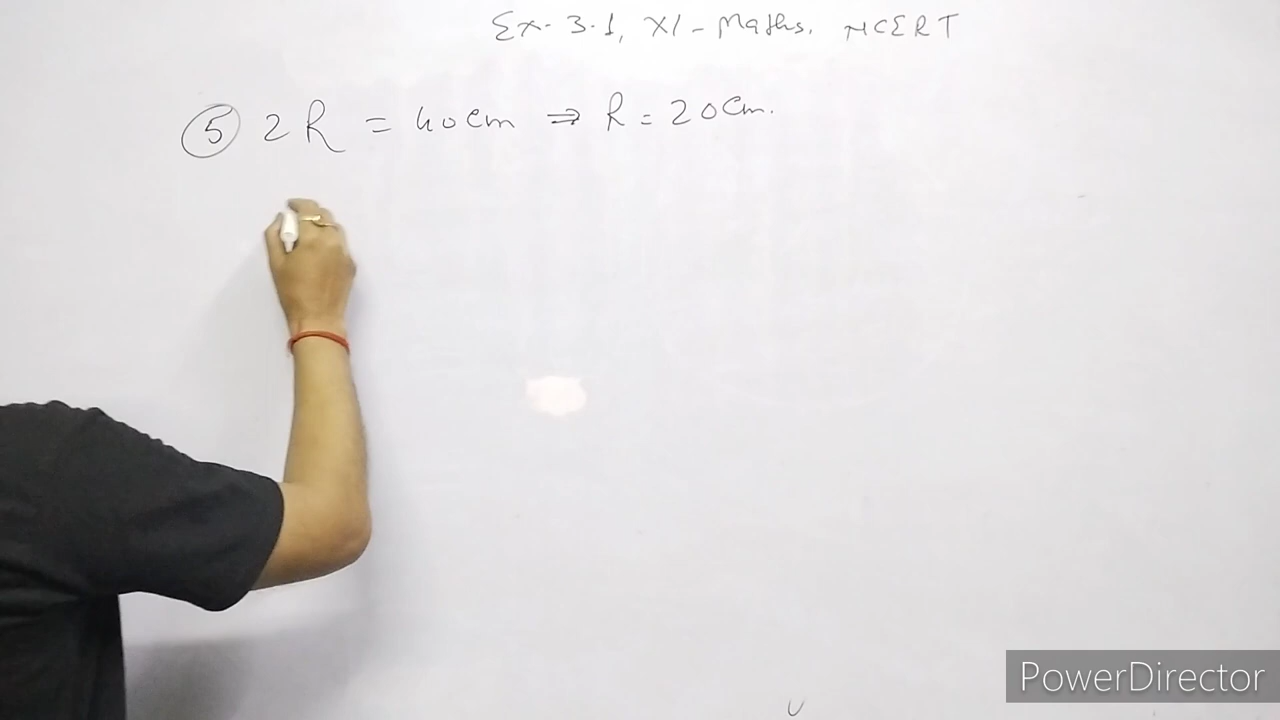 Ex. 3.1, XI - Maths. NCERT
5 2R = 40cm ⇒ R = 20cm.
PowerDirector